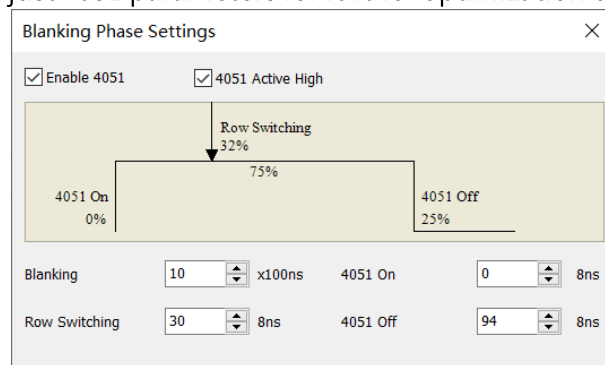 Blanking Phase Settings
Enable 4051
4051 Active High
Row Switching
32%
75%
4051 On
0%
4051 Off
25%
Blanking 10 x100ns 4051 On 0 8ns
Row Switching 30 8ns 4051 Off 94 8ns